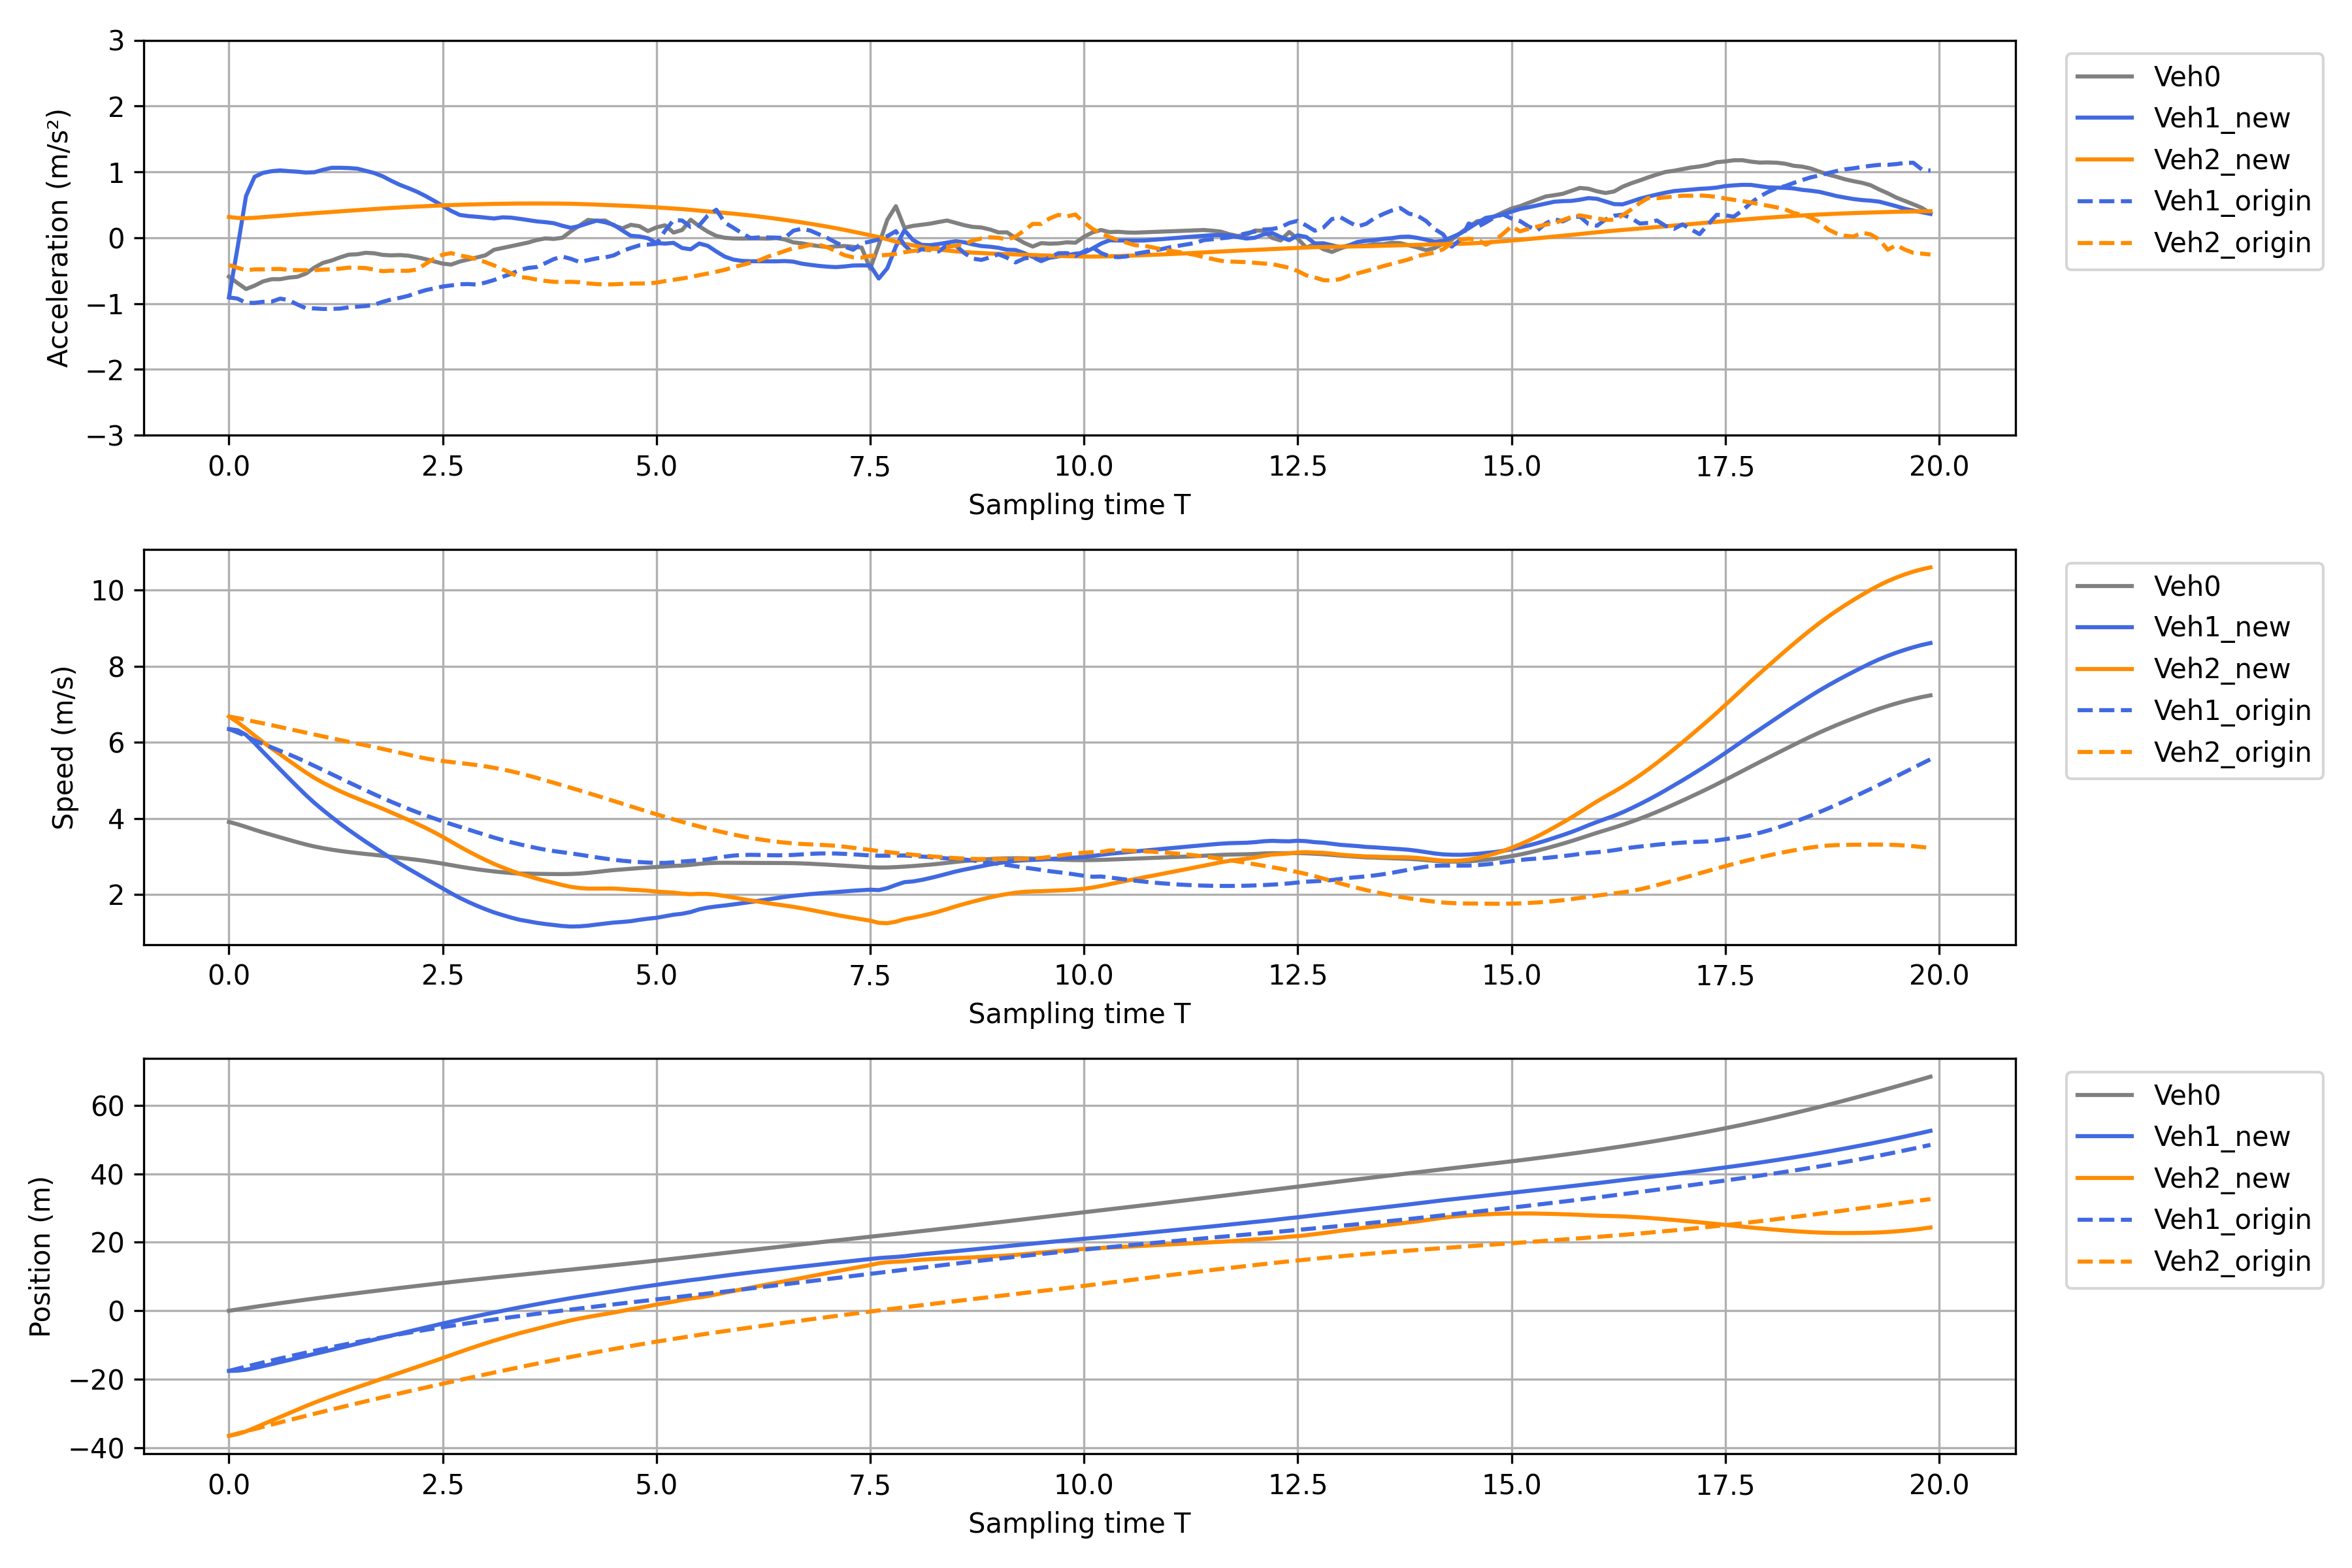 3
2
1
0
−1
−2
−3
Acceleration (m/s²)
0.0 2.5 5.0 7.5 10.0 12.5 15.0 17.5 20.0
Sampling time T
Veh0
Veh1_new
Veh2_new
Veh1_origin
Veh2_origin
10
8
6
4
2
Speed (m/s)
0.0 2.5 5.0 7.5 10.0 12.5 15.0 17.5 20.0
Sampling time T
Veh0
Veh1_new
Veh2_new
Veh1_origin
Veh2_origin
60
40
20
0
−20
−40
Position (m)
0.0 2.5 5.0 7.5 10.0 12.5 15.0 17.5 20.0
Sampling time T
Veh0
Veh1_new
Veh2_new
Veh1_origin
Veh2_origin